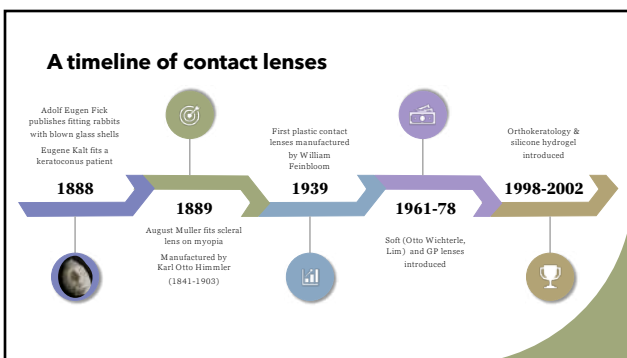 A timeline of contact lenses
Adolf Eugen Fick
publishes fitting rabbits
with blown glass shells
Eugene Kalt fits a
keratoconus patient
1888
1889
August Muller fits scleral
lens on myopia
Manufactured by
Karl Otto Himmler
(1841-1903)
First plastic contact
lenses manufactured
by William
Feinbloom
1939
1961-78
Soft (Otto Wichterle,
Lim) and GP lenses
introduced
Orthokeratology &
silicone hydrogel
introduced
1998-2002